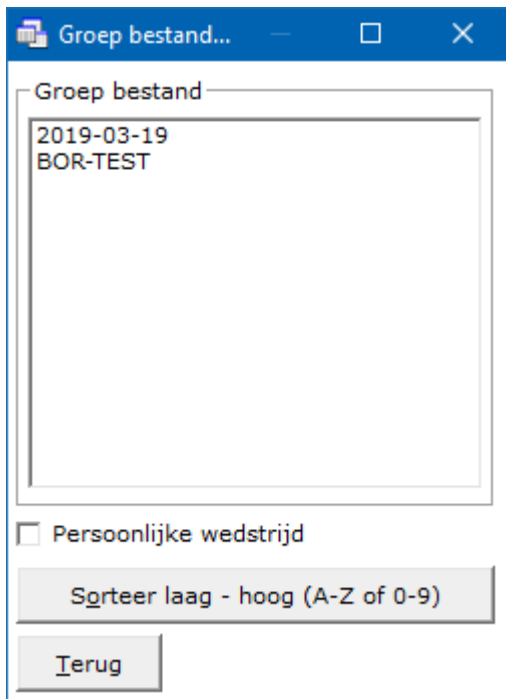 Groep bestand...
Groep bestand
2019-03-19
BOR-TEST
Persoonlijke wedstrijd
Sorteer laag - hoog (A-Z of 0-9)
Terug